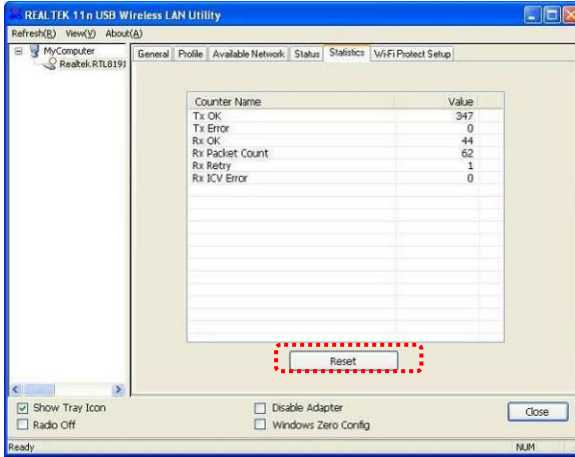 REALTEK 11n USB Wireless LAN Utility
Refresh(R) View(V) About(A)
MyComputer
Realtek RTL8191
General Profile Available Network Status Statistics Wi-Fi Protect Setup
Counter Name Value
Tx OK 347
Tx Error 0
Rx OK 44
Rx Packet Count 62
Rx Retry 1
Rx ICV Error 0
Reset
Show Tray Icon Disable Adapter Close
Radio Off Windows Zero Config
Ready NUM